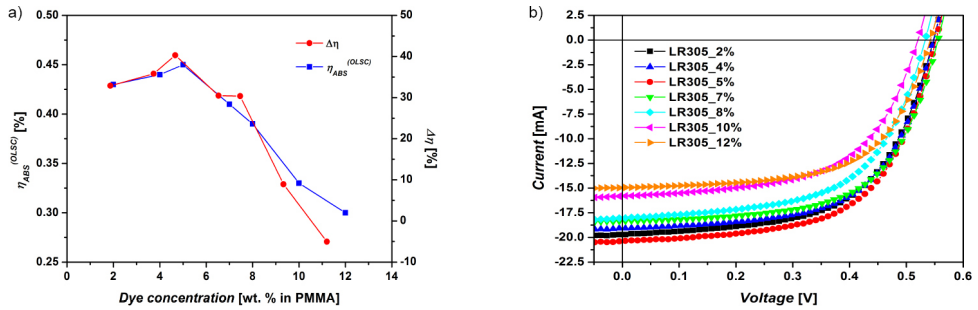 a)
η_ABS^(OLSC) [%]
0.50
0.45
0.40
0.35
0.30
0.25
0
2
4
6
8
10
12
14
Dye concentration [wt. % in PMMA]
50
40
30
20
10
0
-10
Δη [%]
Δη
η_ABS^(OLSC)
b)
Current [mA]
2.5
0.0
-2.5
-5.0
-7.5
-10.0
-12.5
-15.0
-17.5
-20.0
-22.5
LR305_2%
LR305_4%
LR305_5%
LR305_7%
LR305_8%
LR305_10%
LR305_12%
0.0
0.1
0.2
0.3
0.4
0.5
0.6
Voltage [V]